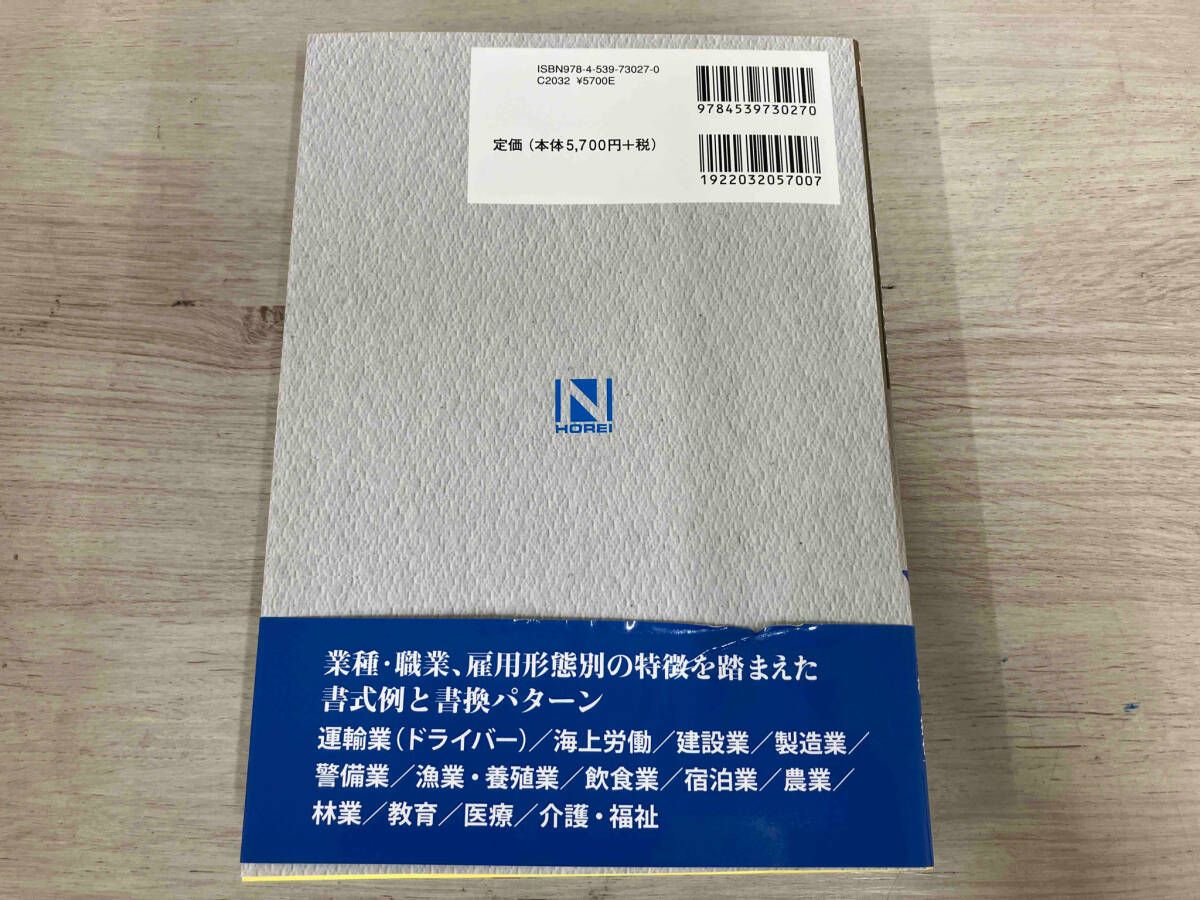 ISBN978-4-539-73027-0
C2032 ¥5700E
9784539730270
定価（本体5,700円＋税）
1922032057007
N
HOREI
業種・職業、雇用形態別の特徴を踏まえた
書式例と書換パターン
運輸業（ドライバー）／海上労働／建設業／製造業／
警備業／漁業・養殖業／飲食業／宿泊業／農業／
林業／教育／医療／介護・福祉